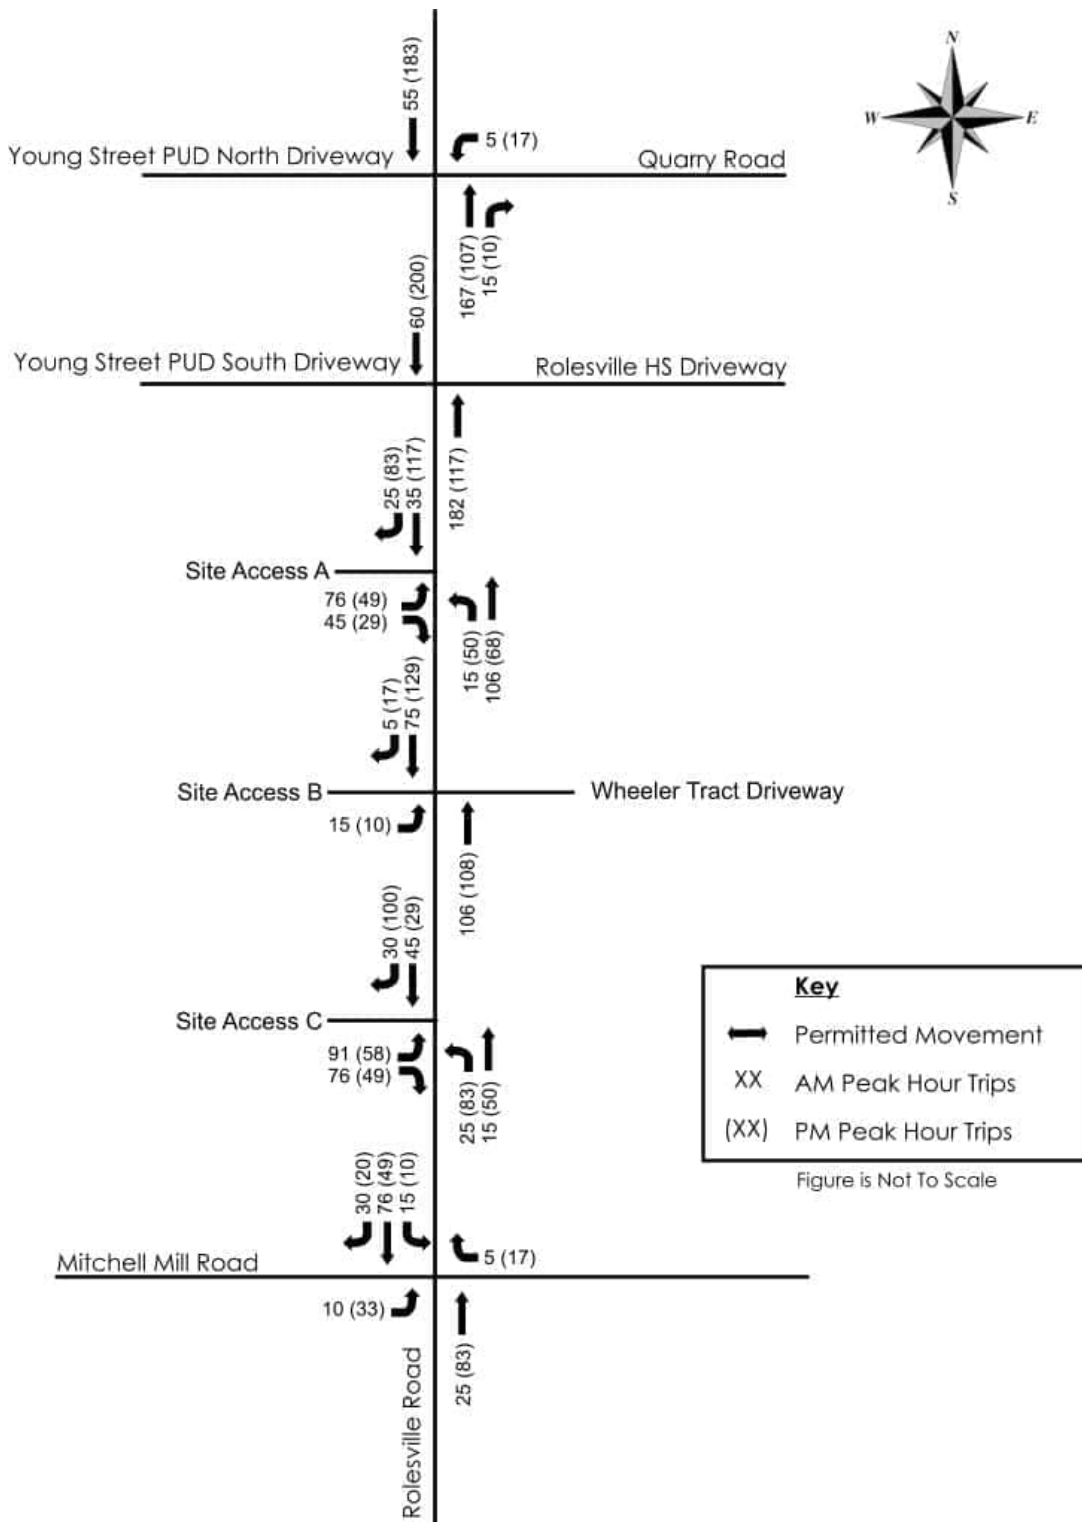 N
W
E
S
55 (183)
5 (17)
Young Street PUD North Driveway
Quarry Road
167 (107)
15 (10)
60 (200)
Young Street PUD South Driveway
Rolesville HS Driveway
25 (83)
35 (117)
182 (117)
Site Access A
76 (49)
45 (29)
15 (50)
106 (68)
5 (17)
75 (129)
Site Access B
Wheeler Tract Driveway
15 (10)
106 (108)
30 (100)
45 (29)
Site Access C
91 (58)
76 (49)
25 (83)
15 (50)
Key
Permitted Movement
XX AM Peak Hour Trips
(XX) PM Peak Hour Trips
Figure is Not To Scale
30 (20)
76 (49)
15 (10)
5 (17)
Mitchell Mill Road
10 (33)
25 (83)
Rolesville Road